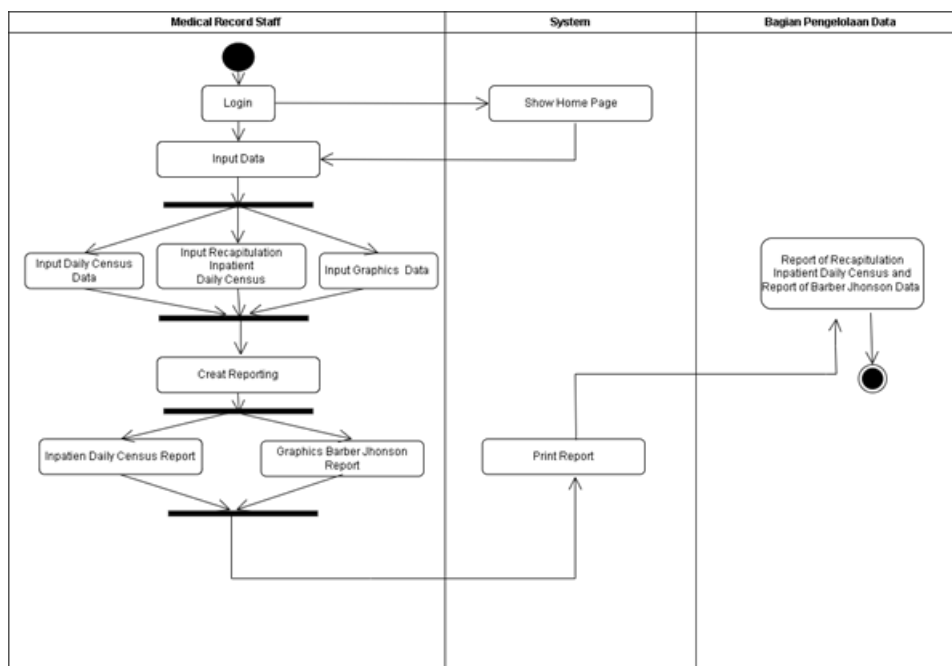 Medical Record Staff
System
Bagian Pengelolaan Data
Login
Show Home Page
Input Data
Input Daily Census
Data
Input Recapitulation
Inpatient
Daily Census
Input Graphics Data
Report of Recapitulation
Inpatient Daily Census and
Report of Barber Jhonson Data
Creat Reporting
Inpatien Daily Census Report
Graphics Barber Jhonson
Report
Print Report